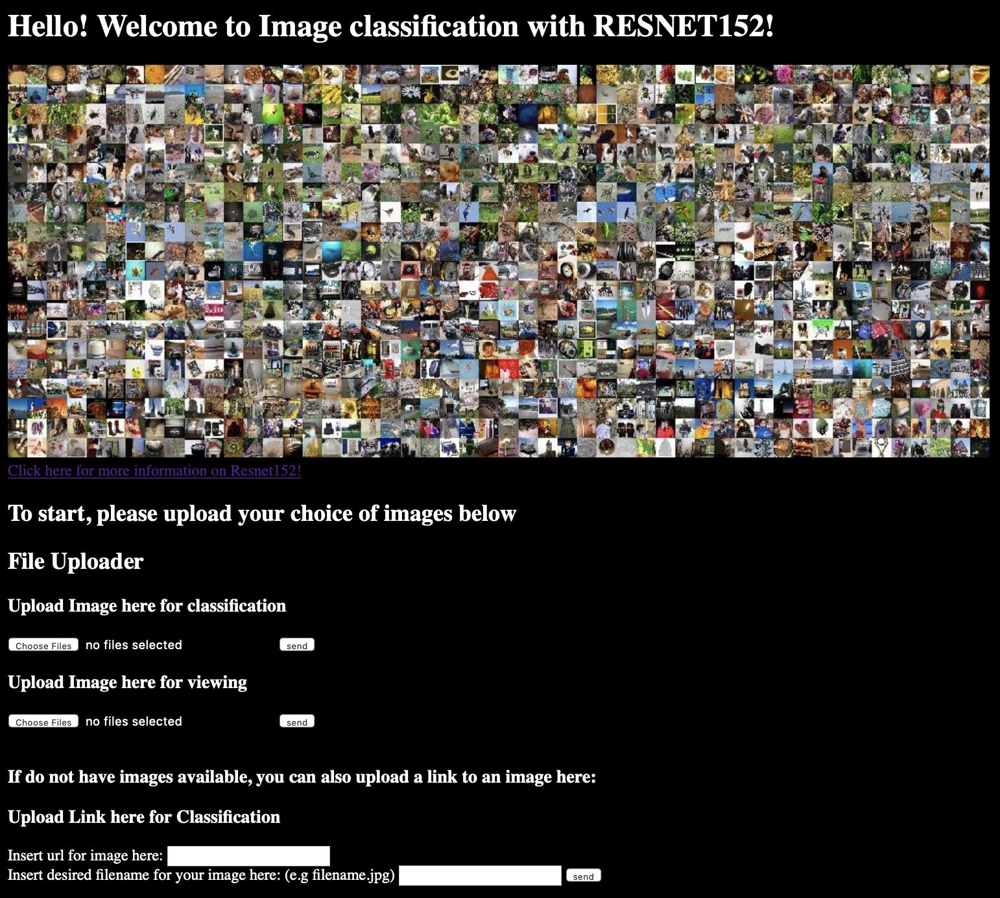 Hello! Welcome to Image classification with RESNET152!
Click here for more information on Resnet152!
To start, please upload your choice of images below
File Uploader
Upload Image here for classification
Choose Files no files selected send
Upload Image here for viewing
Choose Files no files selected send
If do not have images available, you can also upload a link to an image here:
Upload Link here for Classification
Insert url for image here:
Insert desired filename for your image here: (e.g filename.jpg) send